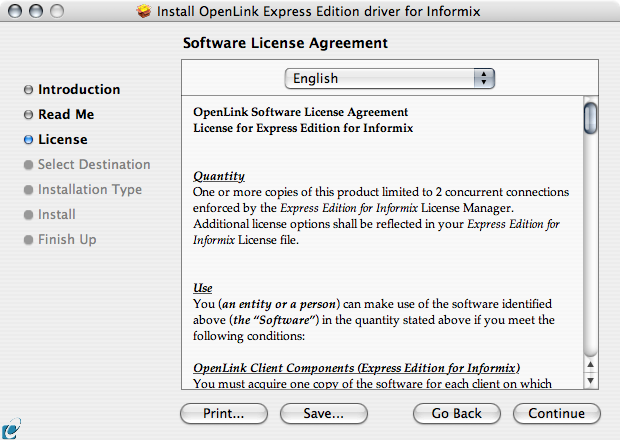 Install OpenLink Express Edition driver for Informix
Software License Agreement
Introduction
Read Me
License
Select Destination
Installation Type
Install
Finish Up
English
OpenLink Software License Agreement
License for Express Edition for Informix
Quantity
One or more copies of this product limited to 2 concurrent connections
enforced by the Express Edition for Informix License Manager.
Additional license options shall be reflected in your Express Edition for
Informix License file.
Use
You (an entity or a person) can make use of the software identified
above (the “Software”) in the quantity stated above if you meet the
following conditions:
OpenLink Client Components (Express Edition for Informix)
You must acquire one copy of the software for each client on which
Print...
Save...
Go Back
Continue